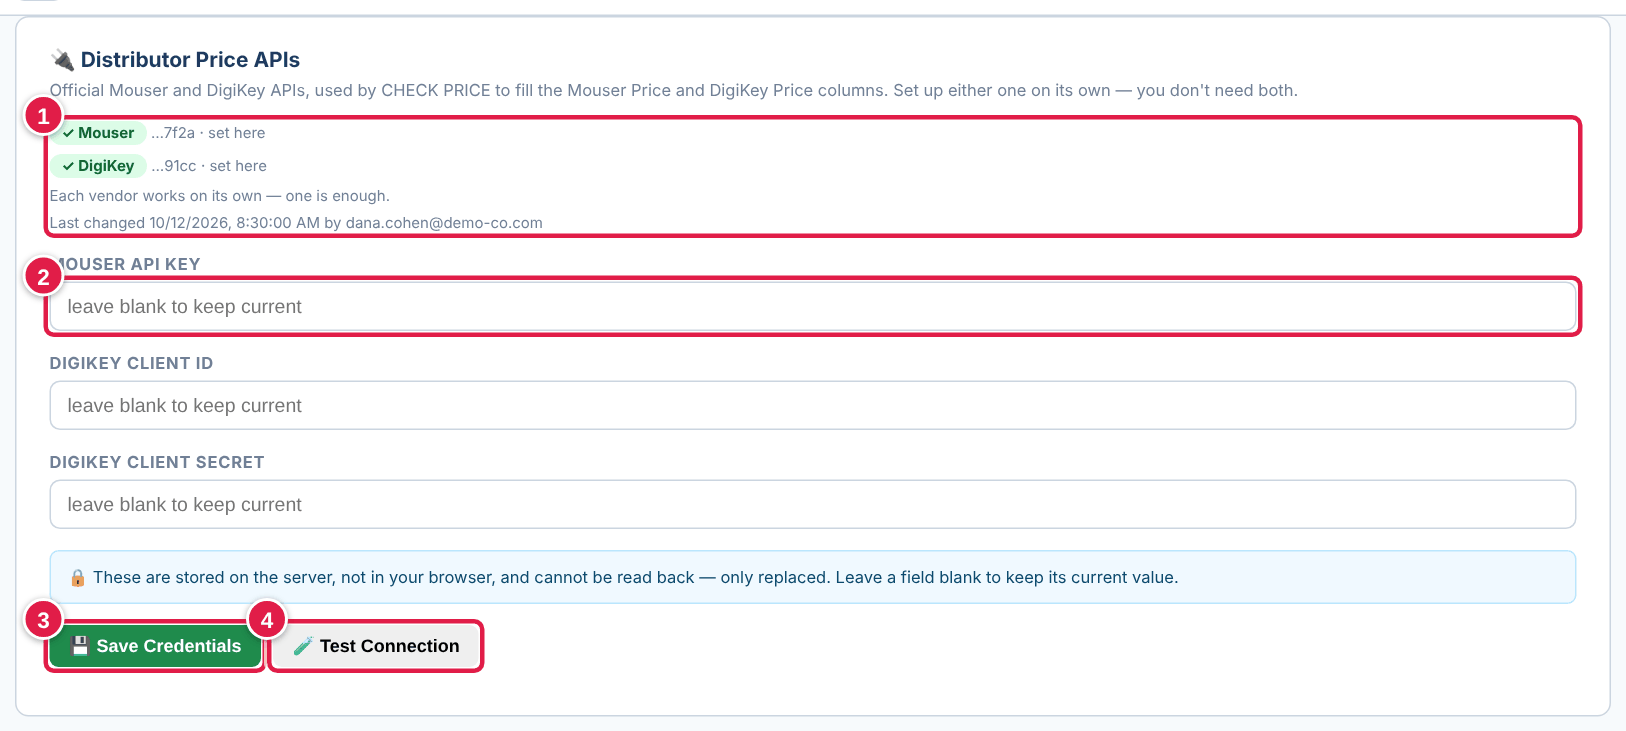 Distributor Price APIs
Official Mouser and DigiKey APIs, used by CHECK PRICE to fill the Mouser Price and DigiKey Price columns. Set up either one on its own — you don't need both.
1
✓ Mouser ...7f2a · set here
✓ DigiKey ...91cc · set here
Each vendor works on its own — one is enough.
Last changed 10/12/2026, 8:30:00 AM by dana.cohen@demo-co.com
MOUSER API KEY
2
leave blank to keep current
DIGIKEY CLIENT ID
leave blank to keep current
DIGIKEY CLIENT SECRET
leave blank to keep current
These are stored on the server, not in your browser, and cannot be read back — only replaced. Leave a field blank to keep its current value.
3 Save Credentials
4 Test Connection